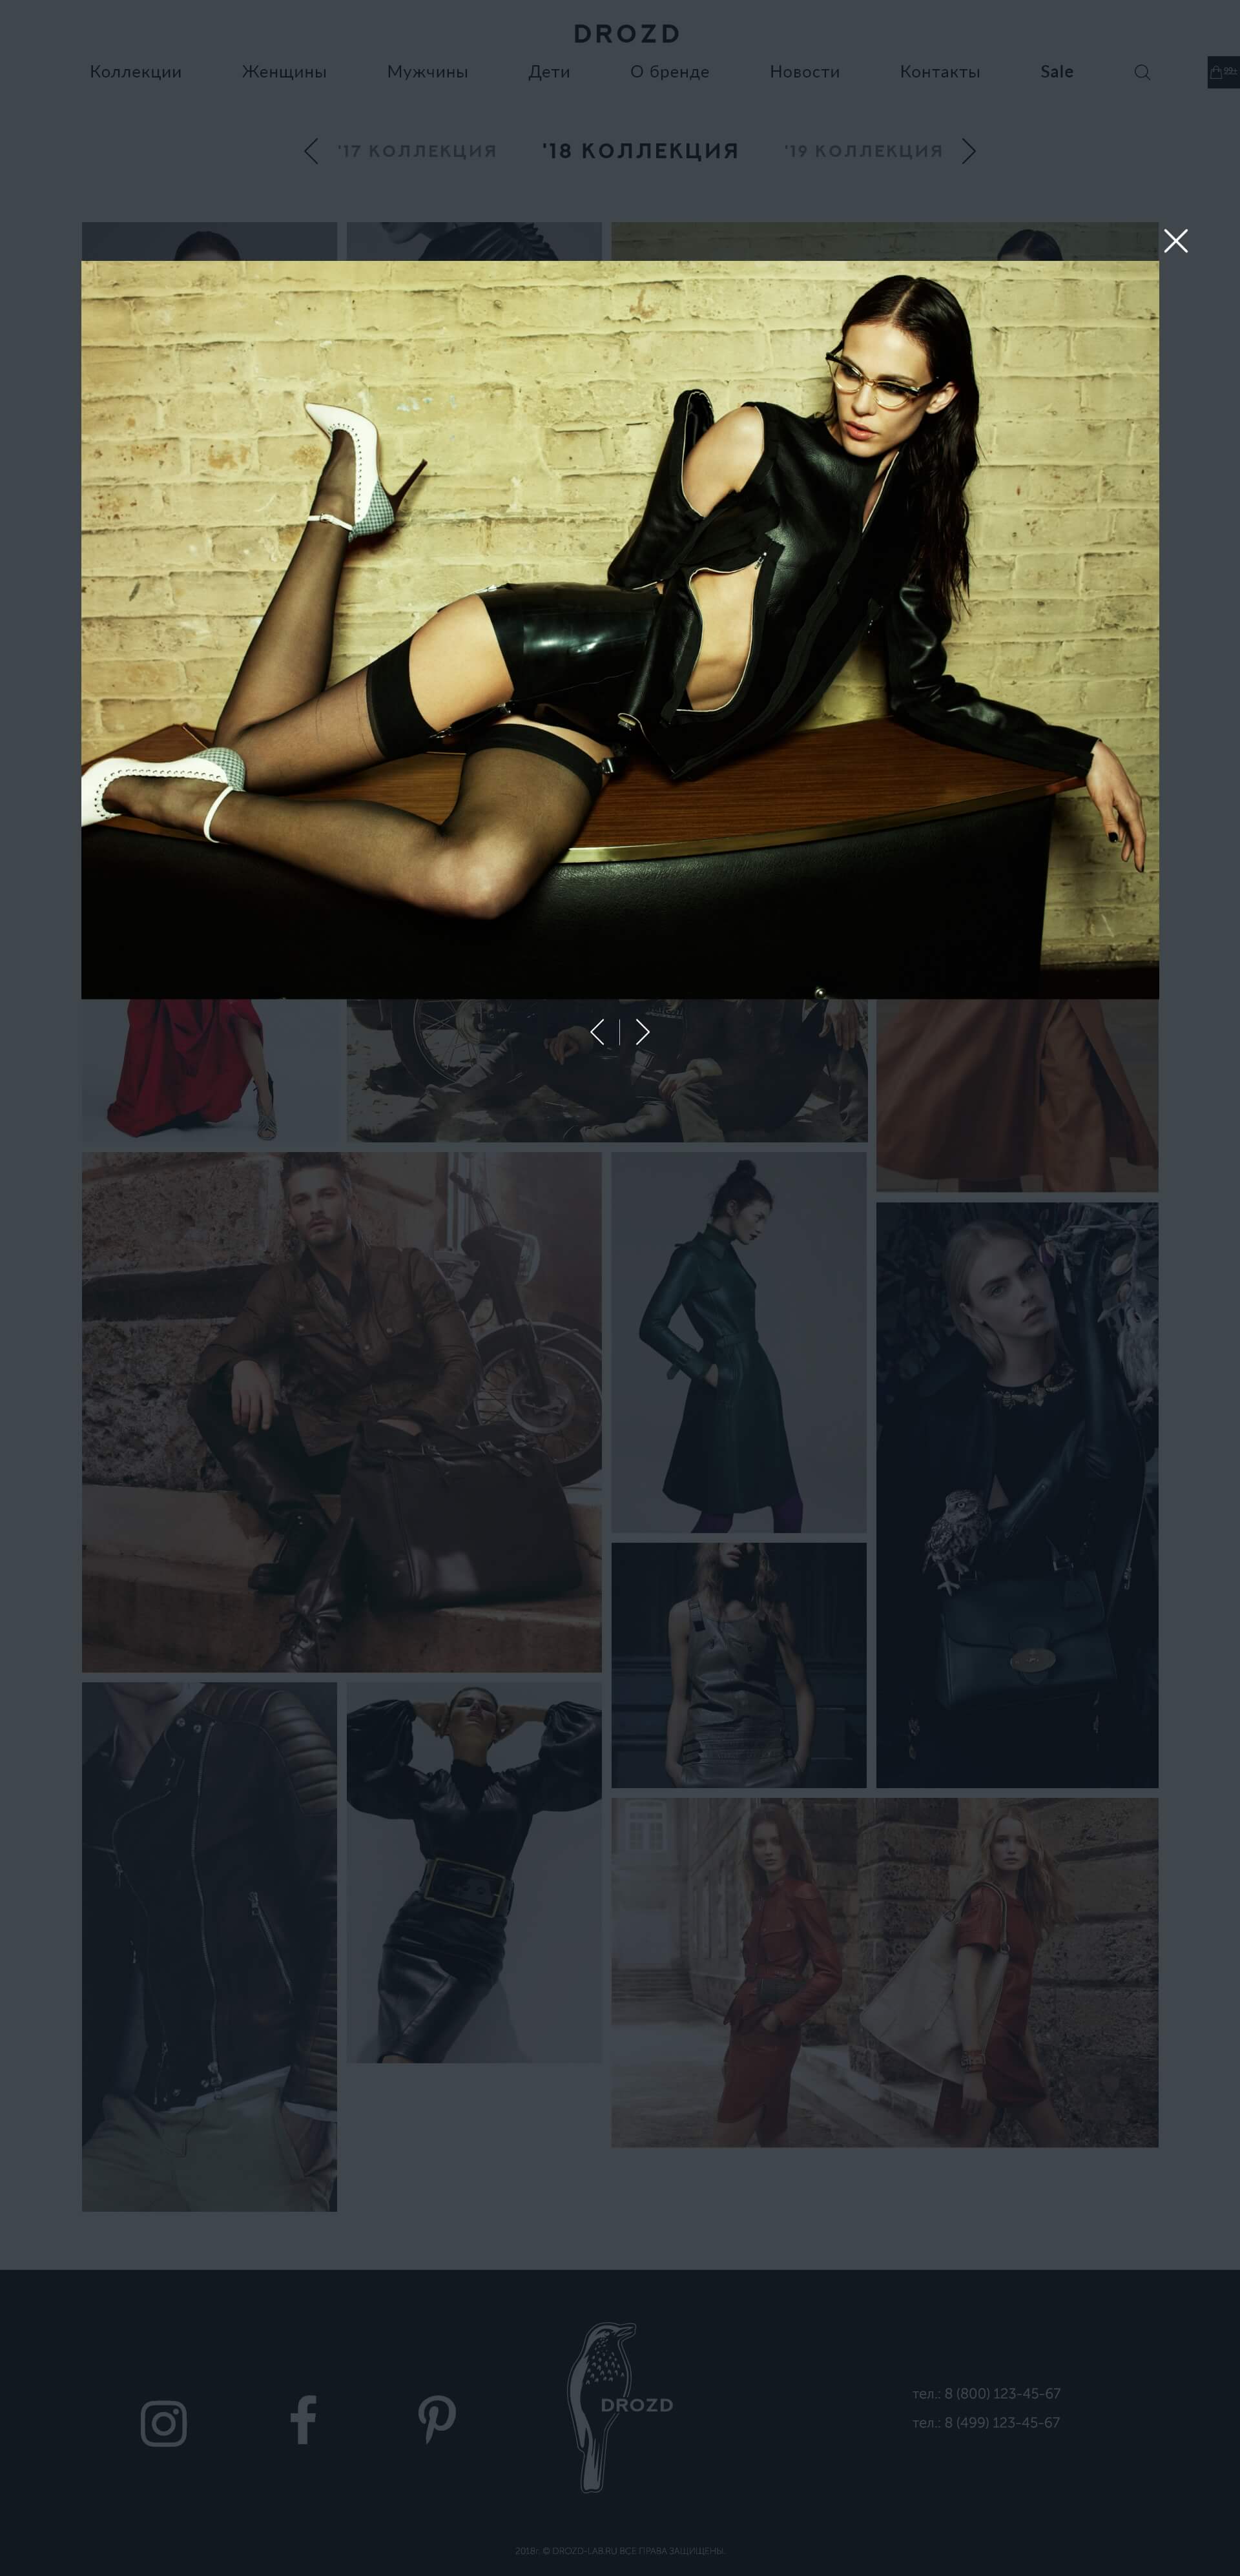 DROZD
Коллекции Женщины Мужчины Дети О бренде Новости Контакты Sale
'17 КОЛЛЕКЦИЯ '18 КОЛЛЕКЦИЯ '19 КОЛЛЕКЦИЯ
DROZD
тел.: 8 (800) 123-45-67
тел.: 8 (499) 123-45-67
2018г. © DROZD-LAB.RU ВСЕ ПРАВА ЗАЩИЩЕНЫ.